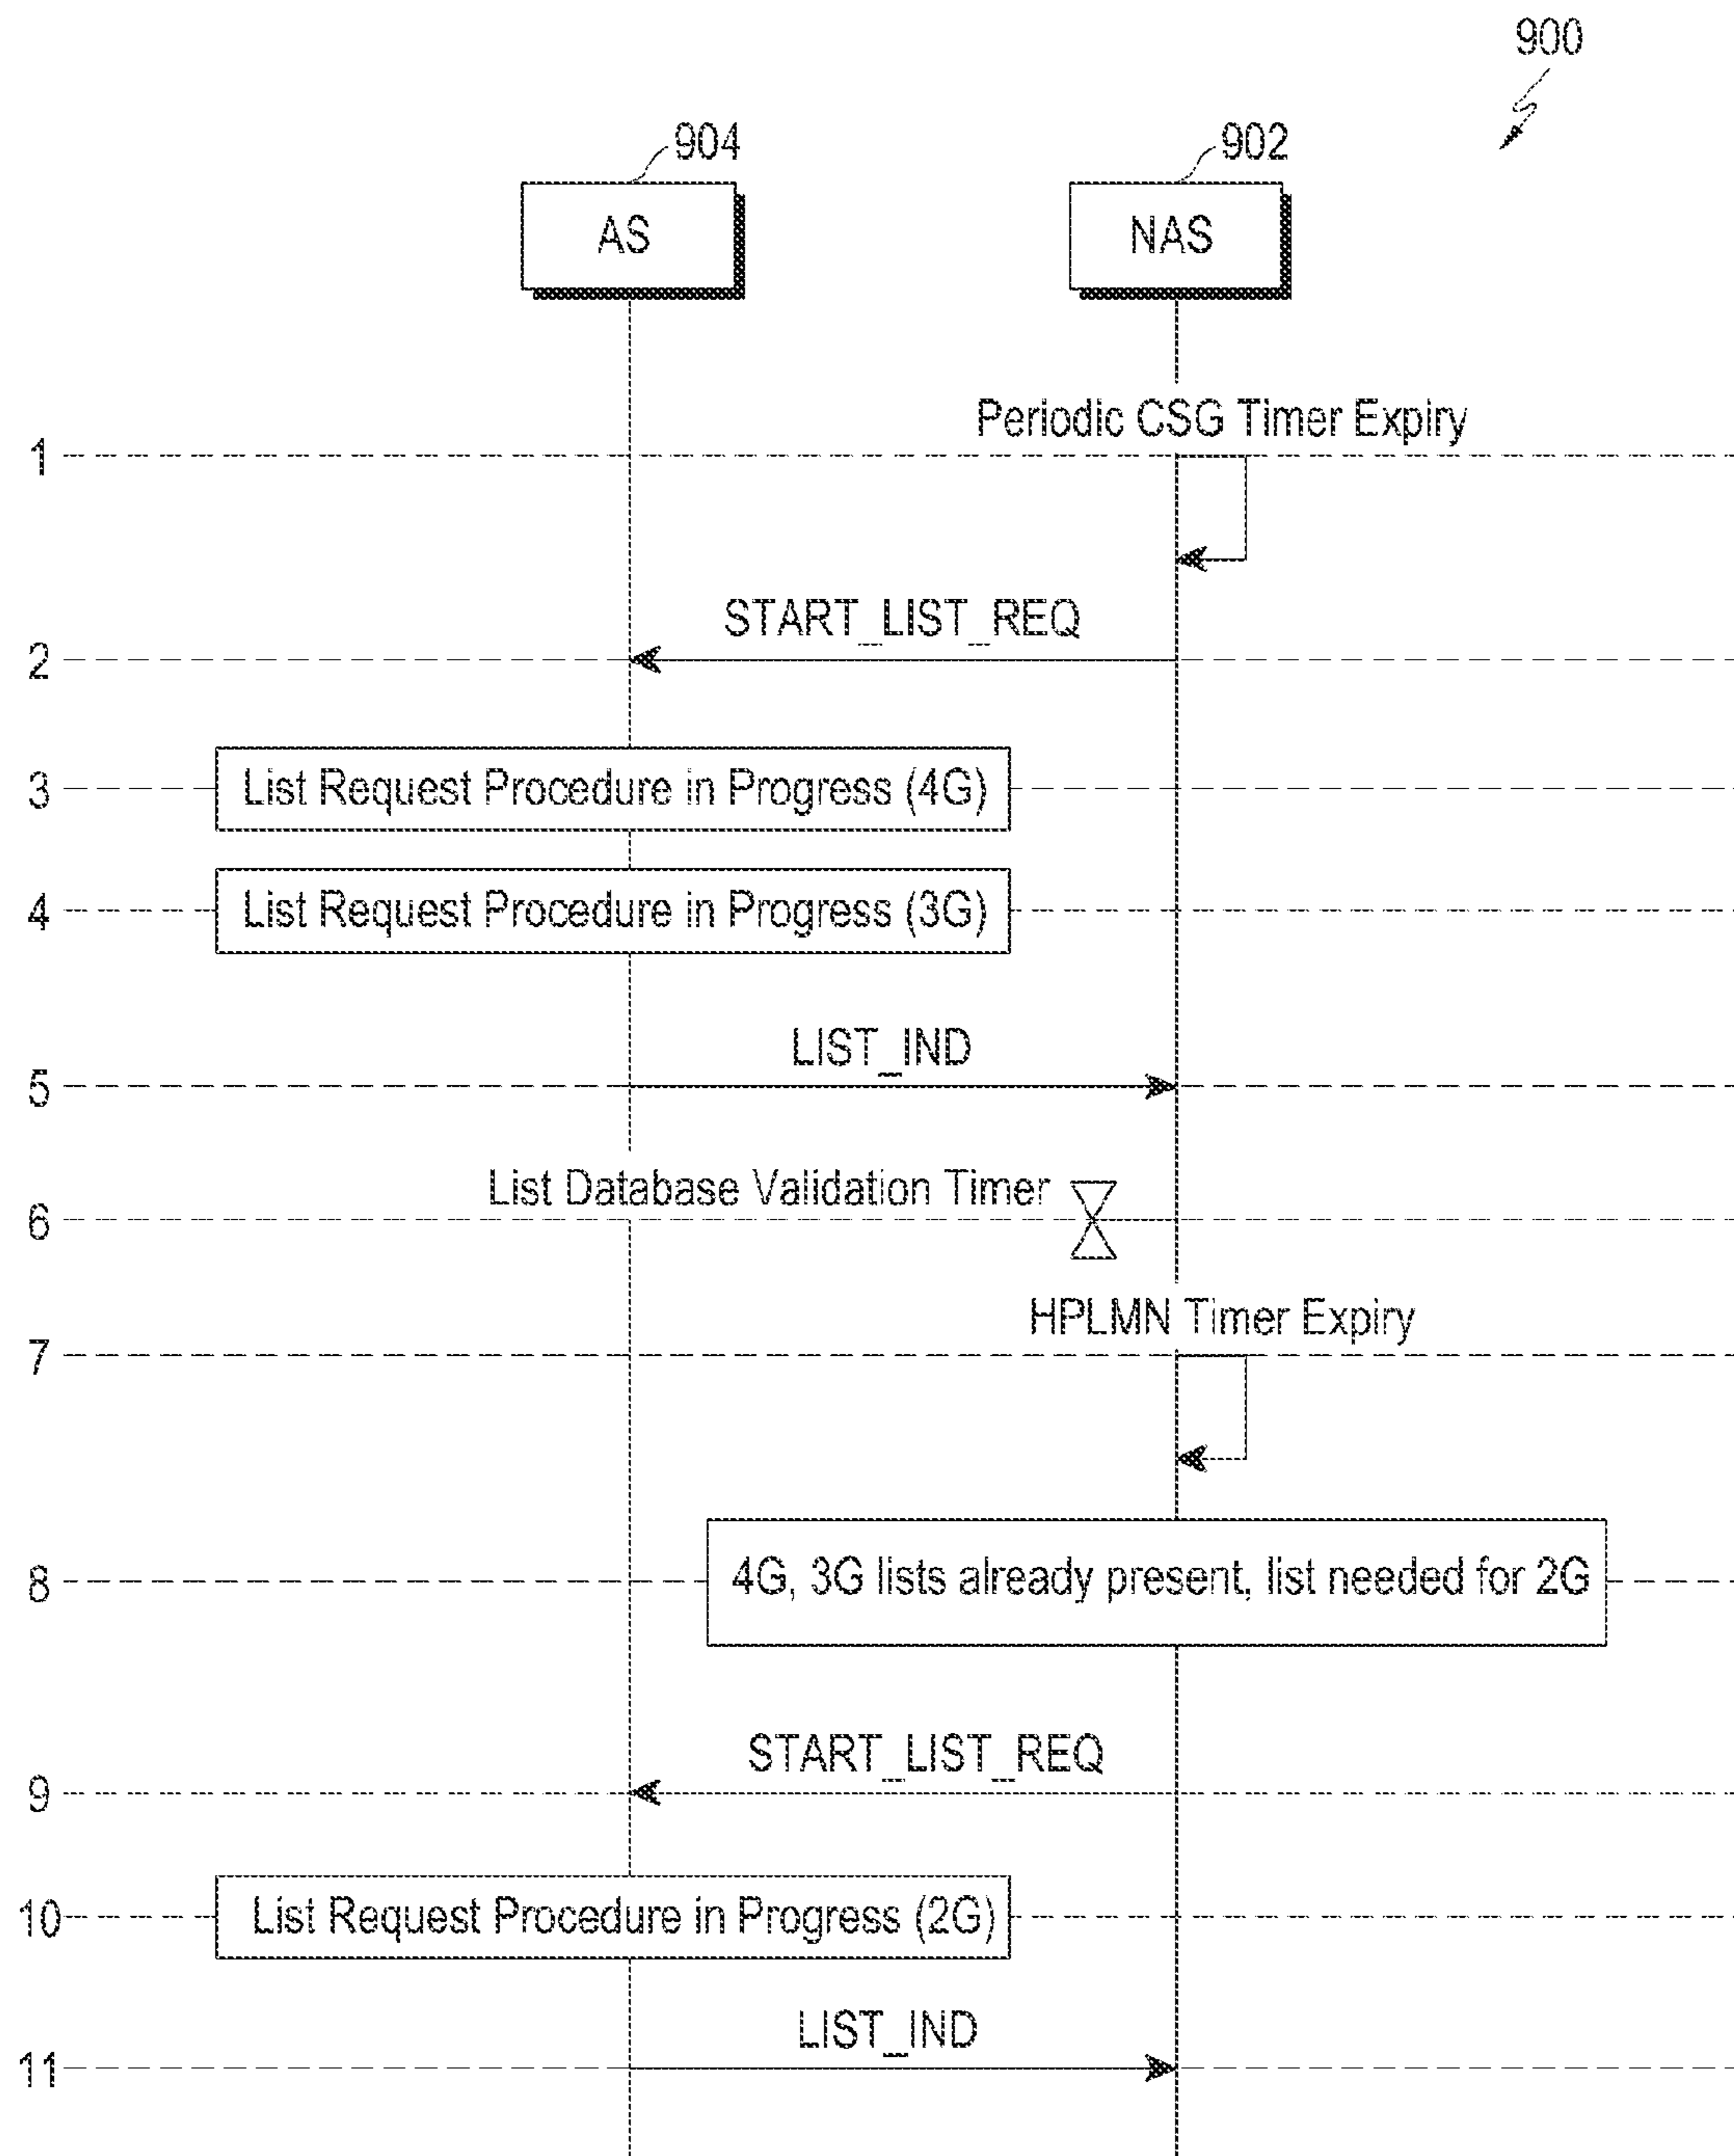 900
904
902
AS
NAS
Periodic CSG Timer Expiry
1
START_LIST_REQ
2
3
List Request Procedure in Progress (4G)
4
List Request Procedure in Progress (3G)
LIST_IND
5
List Database Validation Timer
6
HPLMN Timer Expiry
7
8
4G, 3G lists already present, list needed for 2G
START_LIST_REQ
9
10
List Request Procedure in Progress (2G)
LIST_IND
11